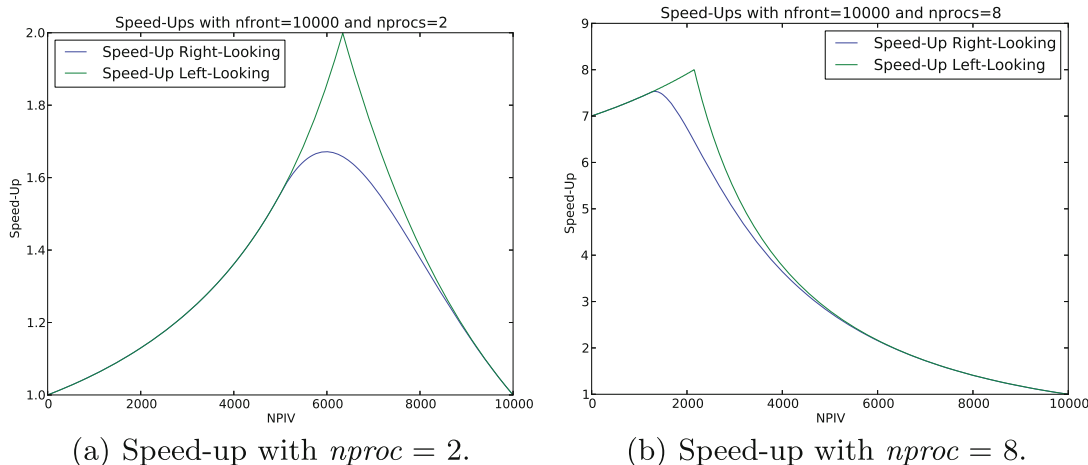 Speed-Ups with nfront=10000 and nprocs=2
2.0
1.8
1.6
1.4
1.2
1.0
Speed-Up
Speed-Up Right-Looking
Speed-Up Left-Looking
0
2000
4000
6000
8000
10000
NPIV
(a) Speed-up with nproc = 2.
Speed-Ups with nfront=10000 and nprocs=8
9
8
7
6
5
4
3
2
1
Speed-Up
Speed-Up Right-Looking
Speed-Up Left-Looking
0
2000
4000
6000
8000
10000
NPIV
(b) Speed-up with nproc = 8.